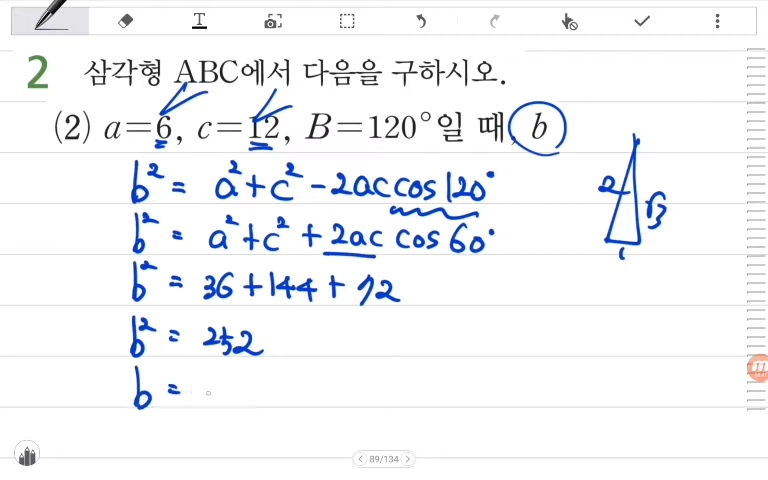 T
2 삼각형 ABC에서 다음을 구하시오.
(2) a=6, c=12, B=120°일 때, b
b² = a²+c² - 2ac cos 120°
b² = a²+c² + 2ac cos 60°
b² = 36+144+72
b² = 252
b =
2
√3
1
89/134